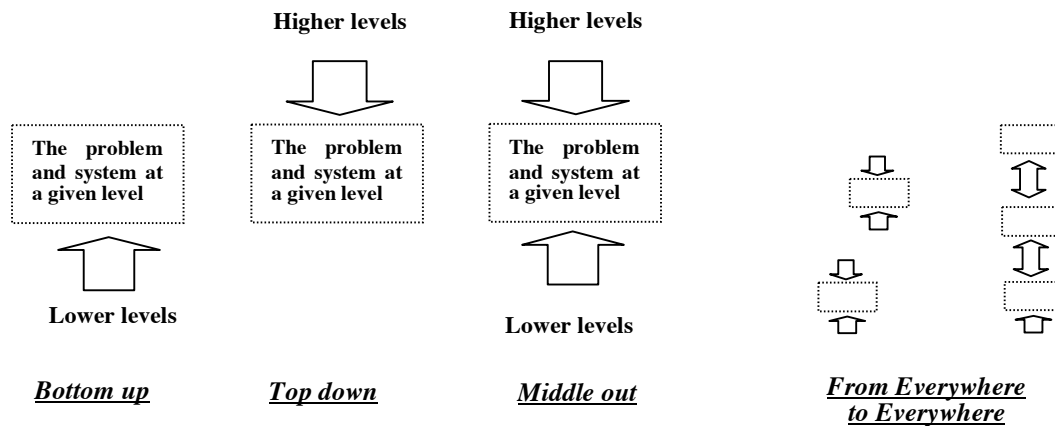 Higher levels
Higher levels
The problem
and system at
a given level
The problem
and system at
a given level
The problem
and system at
a given level
Lower levels
Lower levels
Bottom up
Top down
Middle out
From Everywhere
to Everywhere